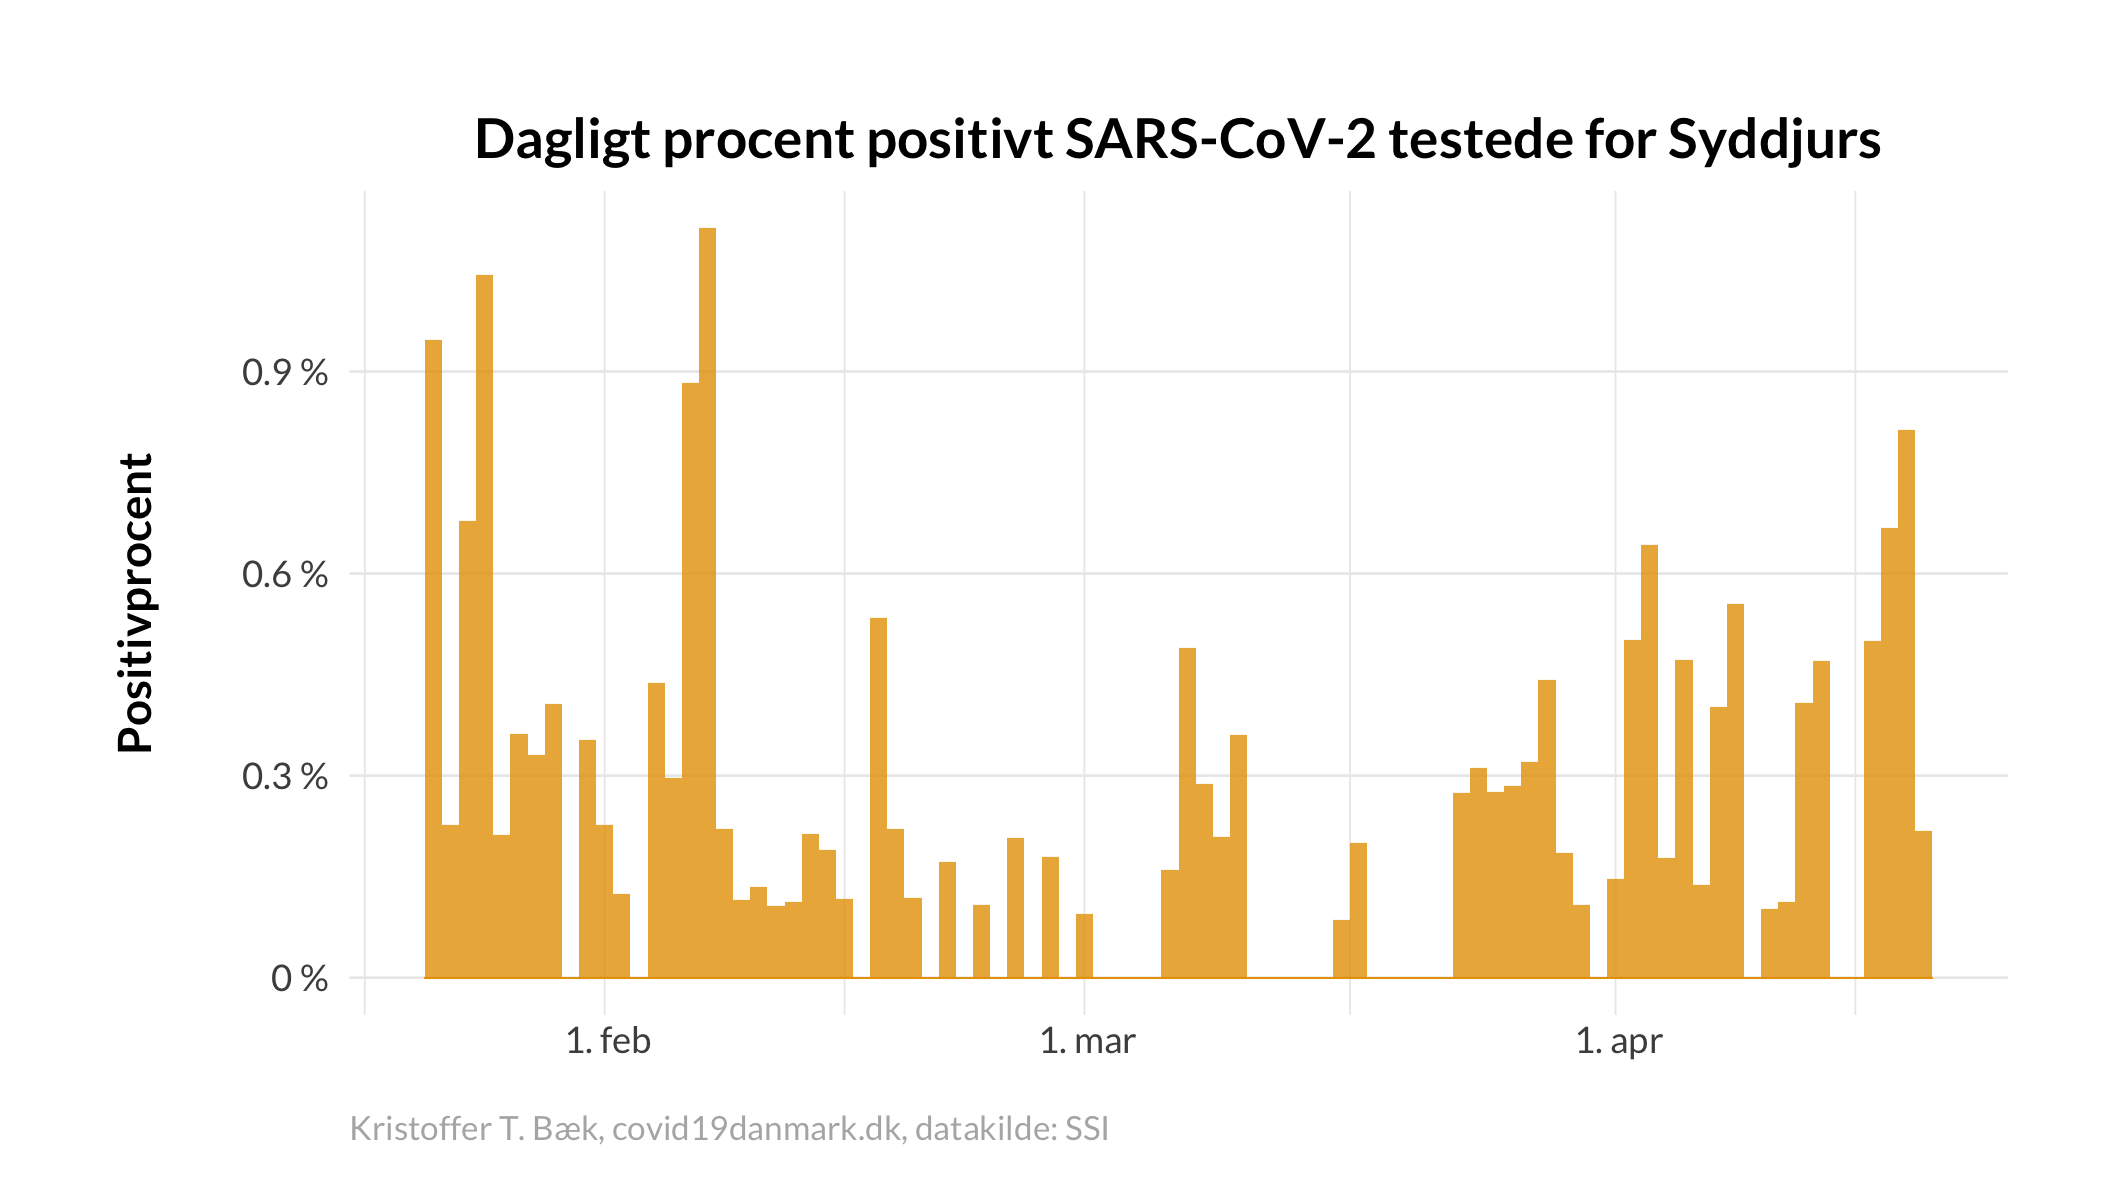 Dagligt procent positivt SARS-CoV-2 testede for Syddjurs
Positivprocent
0.9 %
0.6 %
0.3 %
0 %
1. feb
1. mar
1. apr
Kristoffer T. Bæk, covid19danmark.dk, datakilde: SSI